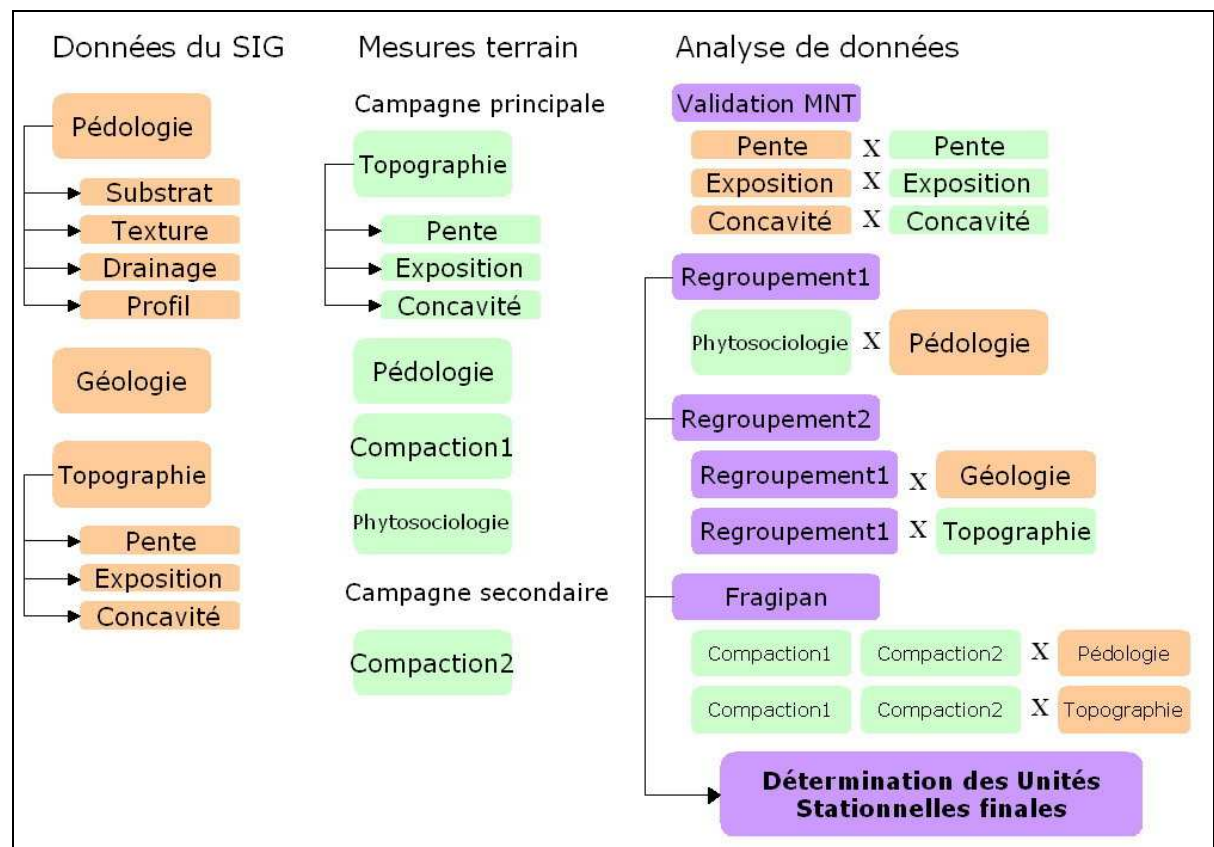 Données du SIG
Pédologie
Substrat
Texture
Drainage
Profil
Géologie
Topographie
Pente
Exposition
Concavité
Mesures terrain
Campagne principale
Topographie
Pente
Exposition
Concavité
Pédologie
Compaction1
Phytosociologie
Campagne secondaire
Compaction2
Analyse de données
Validation MNT
Pente X Pente
Exposition X Exposition
Concavité X Concavité
Regroupement1
Phytosociologie X Pédologie
Regroupement2
Regroupement1 X Géologie
Regroupement1 X Topographie
Fragipan
Compaction1 Compaction2 X Pédologie
Compaction1 Compaction2 X Topographie
Détermination des Unités
Stationnelles finales